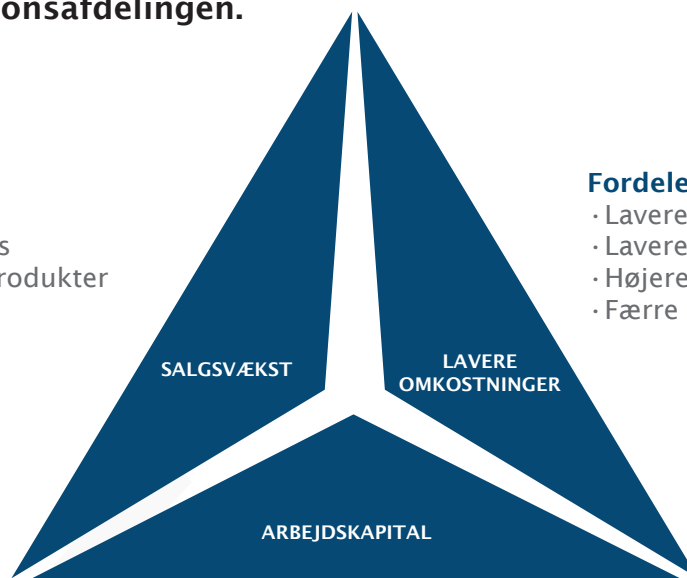 onsafdelingen.
s
rodukter
Fordele
· Lavere
· Lavere
· Højere
· Færre
SALGSVÆKST
LAVERE
OMKOSTNINGER
ARBEJDSKAPITAL